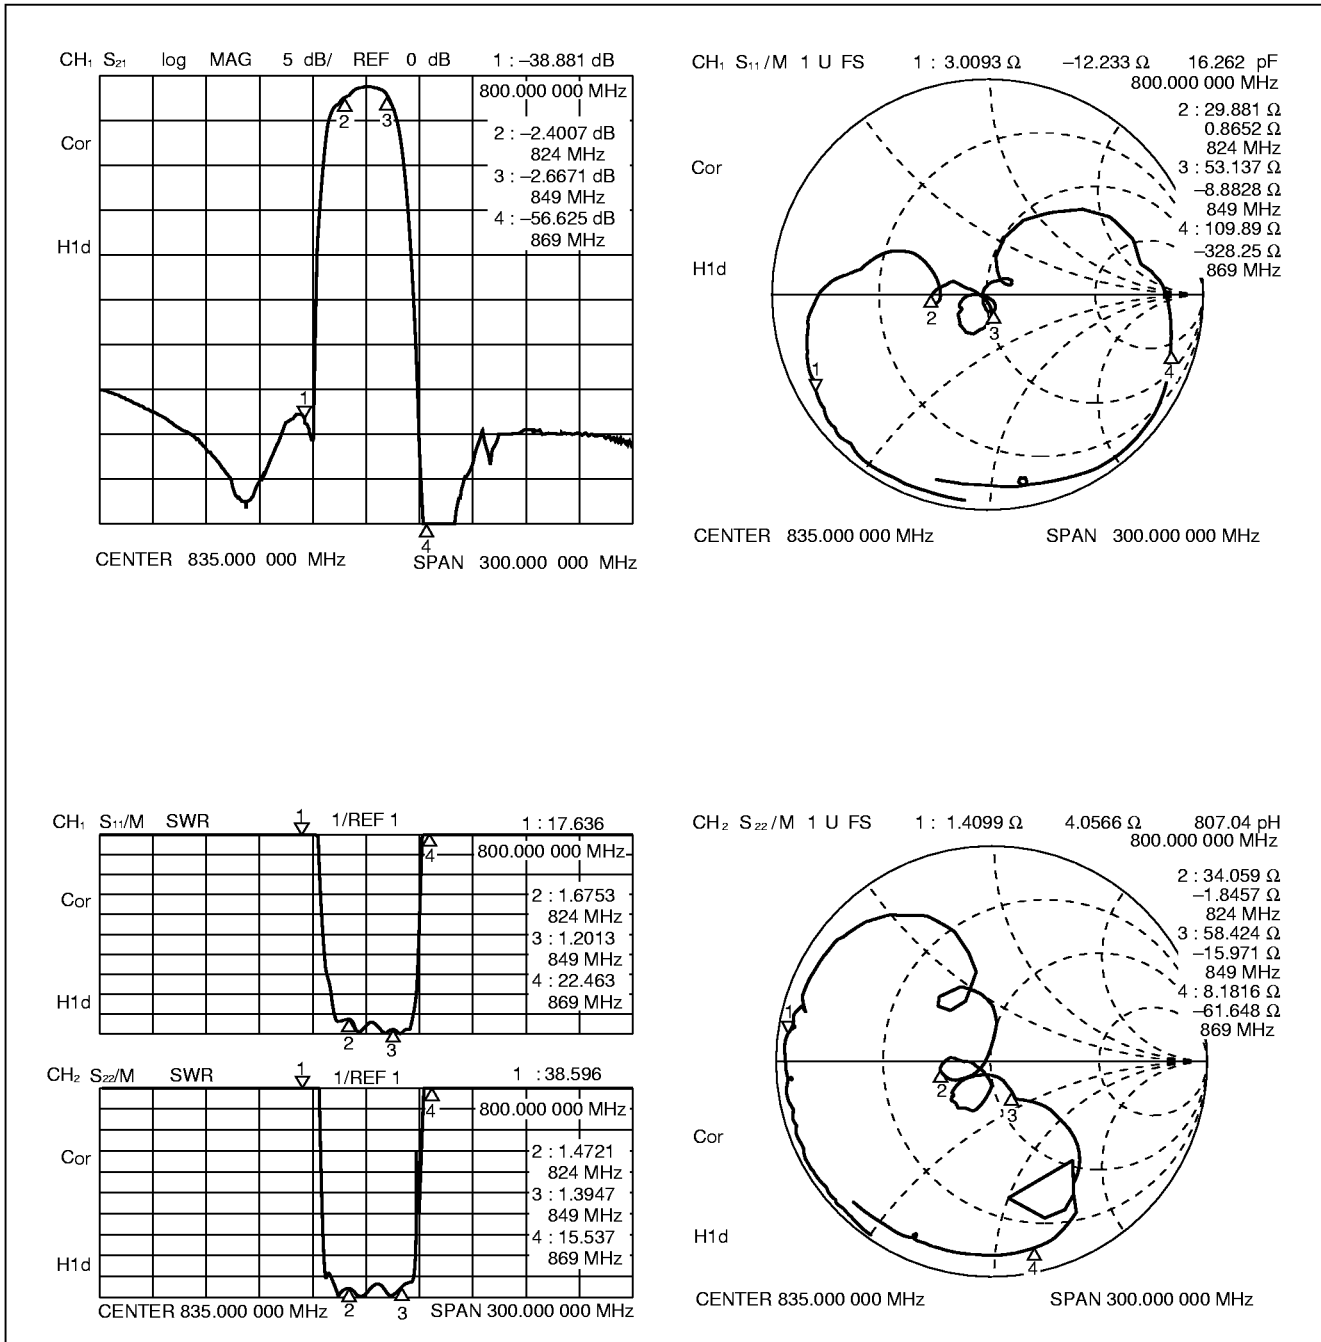 CH₁ S₂₁ log MAG 5 dB/ REF 0 dB 1 : –38.881 dB
800.000 000 MHz
Cor
2 : –2.4007 dB
824 MHz
3 : –2.6671 dB
849 MHz
4 : –56.625 dB
869 MHz
H1d
2
3
1
4
CENTER 835.000 000 MHz SPAN 300.000 000 MHz
CH₁ S₁₁/M 1 U FS 1 : 3.0093 Ω –12.233 Ω 16.262 pF
800.000 000 MHz
2 : 29.881 Ω
0.8652 Ω
824 MHz
Cor
3 : 53.137 Ω
–8.8828 Ω
849 MHz
4 : 109.89 Ω
–328.25 Ω
869 MHz
H1d
2
3
1
4
CENTER 835.000 000 MHz SPAN 300.000 000 MHz
CH₁ S₁₁/M SWR 1 1/REF 1 1 : 17.636
4
800.000 000 MHz
Cor
2 : 1.6753
824 MHz
3 : 1.2013
849 MHz
4 : 22.463
869 MHz
H1d
2
3
CH₂ S₂₂/M SWR 1 1/REF 1 1 :38.596
4
800.000 000 MHz
Cor
2 : 1.4721
824 MHz
3 : 1.3947
849 MHz
4 : 15.537
869 MHz
H1d
2
3
CENTER 835.000 000 MHz SPAN 300.000 000 MHz
CH₂ S₂₂/M 1 U FS 1 : 1.4099 Ω 4.0566 Ω 807.04 pH
800.000 000 MHz
2 : 34.059 Ω
–1.8457 Ω
824 MHz
3 : 58.424 Ω
–15.971 Ω
849 MHz
4 : 8.1816 Ω
–61.648 Ω
869 MHz
1
2
3
Cor
H1d
4
CENTER 835.000 000 MHz SPAN 300.000 000 MHz